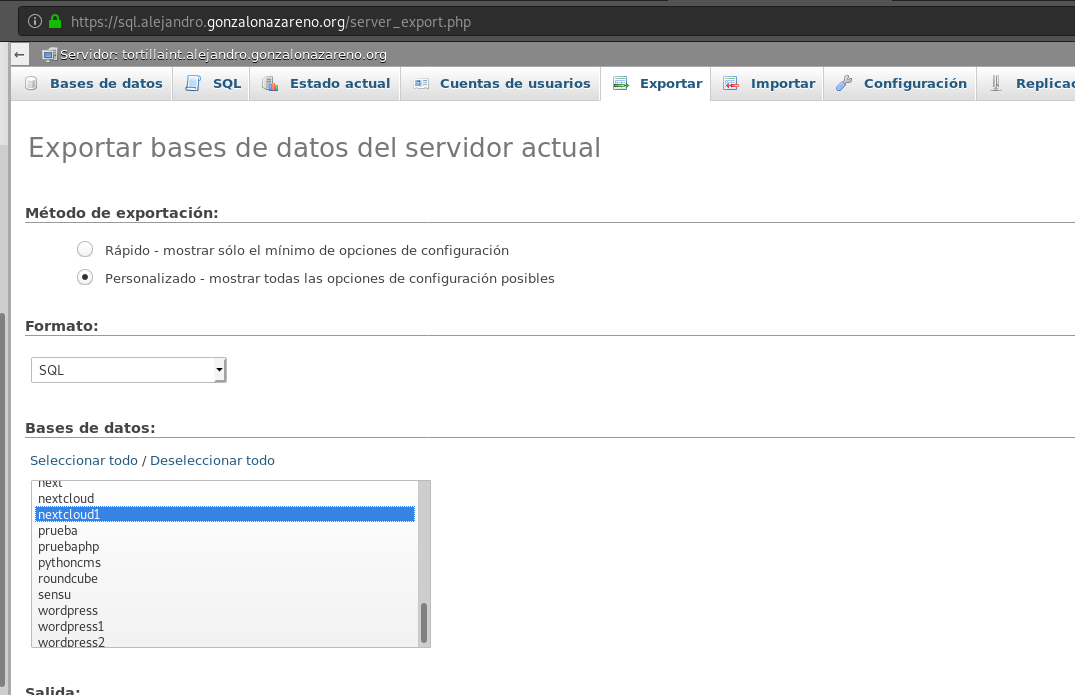 https://sql.alejandro.gonzalonazareno.org/server_export.php
Servidor: tortillaint.alejandro.gonzalonazareno.org
Bases de datos SQL Estado actual Cuentas de usuarios Exportar Importar Configuración Replicac
Exportar bases de datos del servidor actual
Método de exportación:
Rápido - mostrar sólo el mínimo de opciones de configuración
Personalizado - mostrar todas las opciones de configuración posibles
Formato:
SQL
Bases de datos:
Seleccionar todo / Deseleccionar todo
next
nextcloud
nextcloud1
prueba
pruebaphp
pythoncms
roundcube
sensu
wordpress
wordpress1
wordpress2
Salida: